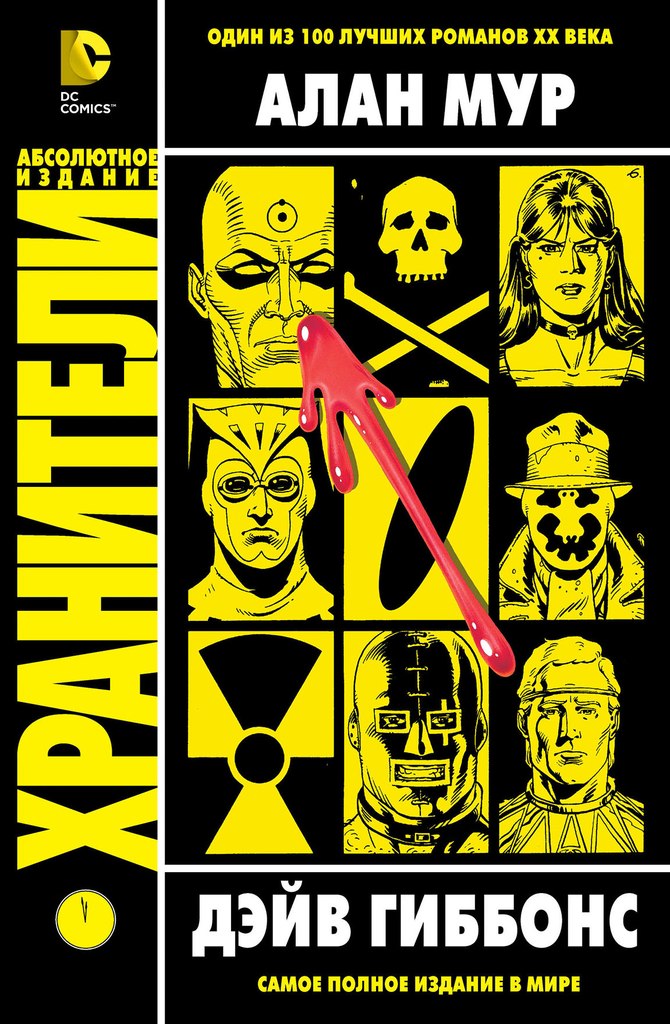 DC
COMICS™
АБСОЛЮТНОЕ
ИЗДАНИЕ
ХРАНИТЕЛИ
ОДИН ИЗ 100 ЛУЧШИХ РОМАНОВ XX ВЕКА
АЛАН МУР
G.
ДЭЙВ ГИББОНС
САМОЕ ПОЛНОЕ ИЗДАНИЕ В МИРЕ